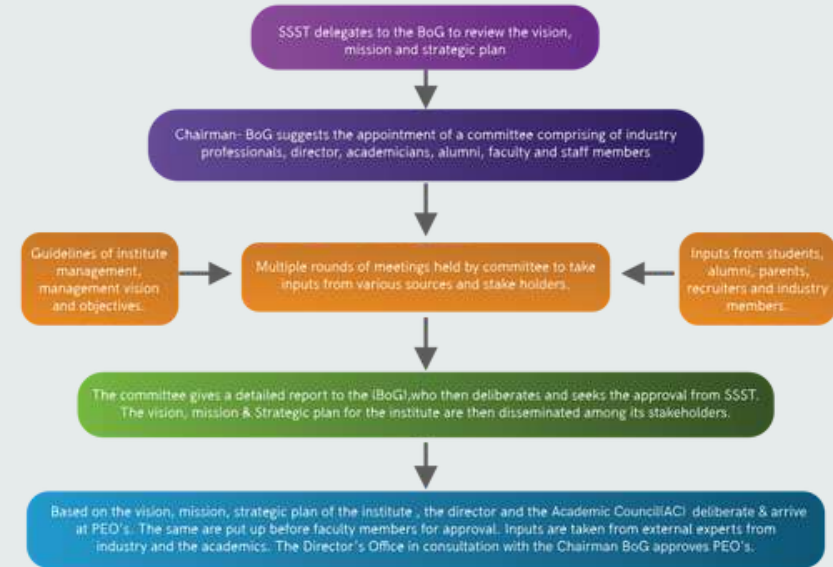 SSST delegates to the BoG to review the vision,
mission and strategic plan
Chairman- BoG suggests the appointment of a committee comprising of industry
professionals, director, academicians, alumni, faculty and staff members
Guidelines of institute
management,
management vision
and objectives.
Multiple rounds of meetings held by committee to take
inputs from various sources and stake holders.
Inputs from students,
alumni, parents,
recruiters and industry
members.
The committee gives a detailed report to the (BoG),who then deliberates and seeks the approval from SSST.
The vision, mission & Strategic plan for the institute are then disseminated among its stakeholders.
Based on the vision, mission, strategic plan of the institute , the director and the Academic Council(AC) deliberate & arrive
at PEO's. The same are put up before faculty members for approval. Inputs are taken from external experts from
industry and the academics. The Director's Office in consultation with the Chairman BoG approves PEO's.